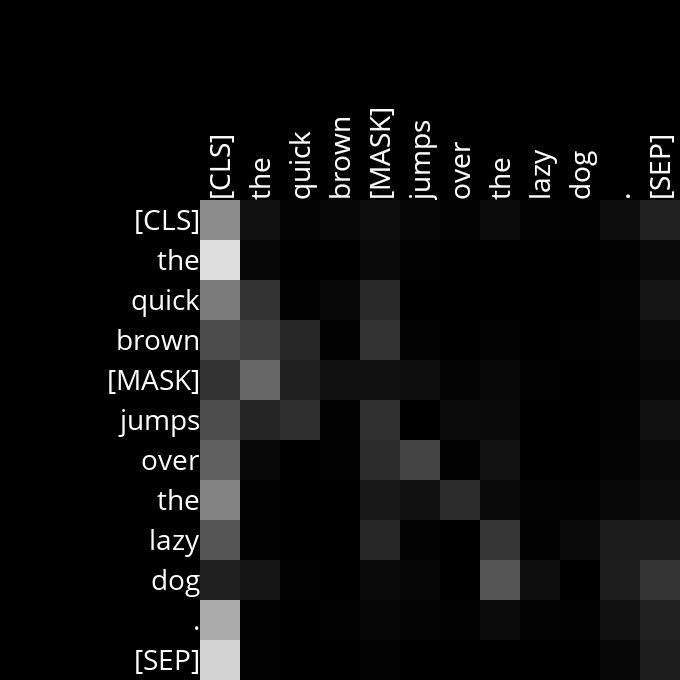 [CLS] the quick brown [MASK] jumps over the lazy dog . [SEP]
[CLS]
the
quick
brown
[MASK]
jumps
over
the
lazy
dog
.
[SEP]